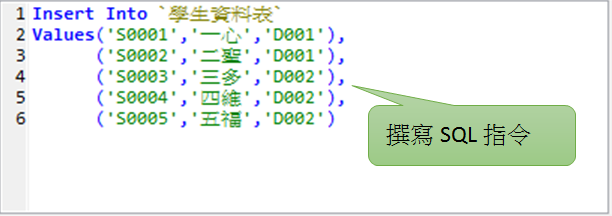 1 Insert Into `學生資料表`
2 Values('S0001','一心','D001'),
3 ('S0002','二聖','D001'),
4 ('S0003','三多','D002'),
5 ('S0004','四維','D002'),
6 ('S0005','五福','D002')
撰寫 SQL 指令